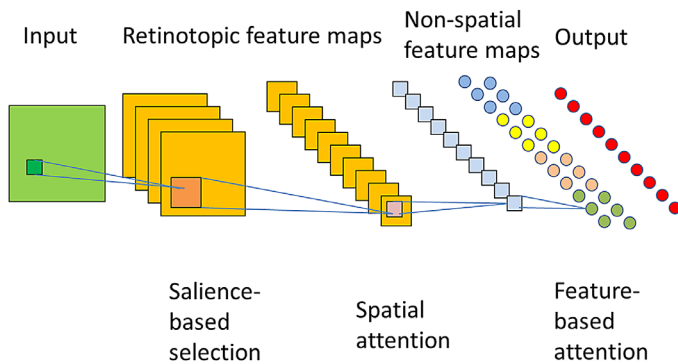 Input
Retinotopic feature maps
Non-spatial
feature maps
Output
Salience-
based
selection
Spatial
attention
Feature-
based
attention